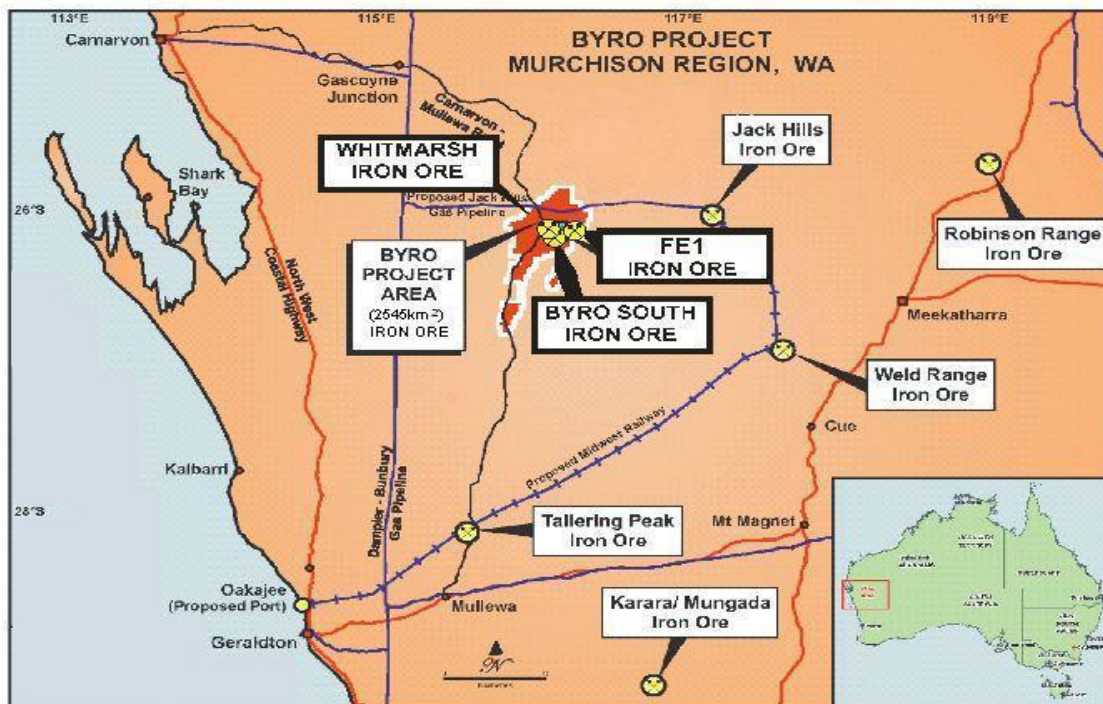 113°E
115°E
117°E
119°E
BYRO PROJECT
MURCHISON REGION, WA
Carnarvon
Gascoyne
Junction
Carnarvon -
Mullewa
WHITMARSH
IRON ORE
Jack Hills
Iron Ore
Shark
Bay
26°S
Proposed Jack Hills
Gas Pipeline
Robinson Range
Iron Ore
BYRO
PROJECT
AREA
(2545km²)
IRON ORE
FE1
IRON ORE
BYRO SOUTH
IRON ORE
North West
Coastal Highway
Meekatharra
Weld Range
Iron Ore
Cue
Kalbarri
Proposed Midwest Railway
Dampier - Bunbury
Gas Pipeline
28°S
Tallering Peak
Iron Ore
Mt Magnet
Oakajee
(Proposed Port)
Mullewa
Geraldton
Karara/ Mungada
Iron Ore
N